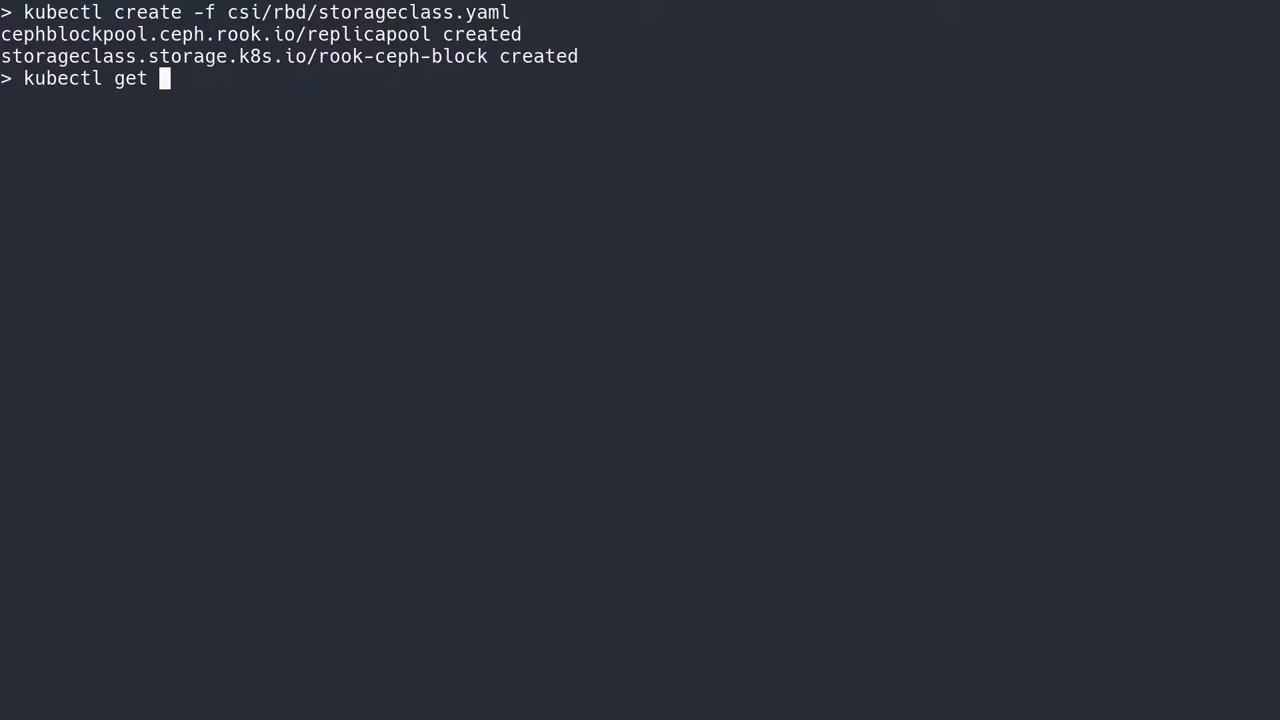 > kubectl create -f csi/rbd/storageclass.yaml
cephblockpool.ceph.rook.io/replicapool created
storageclass.storage.k8s.io/rook-ceph-block created
> kubectl get